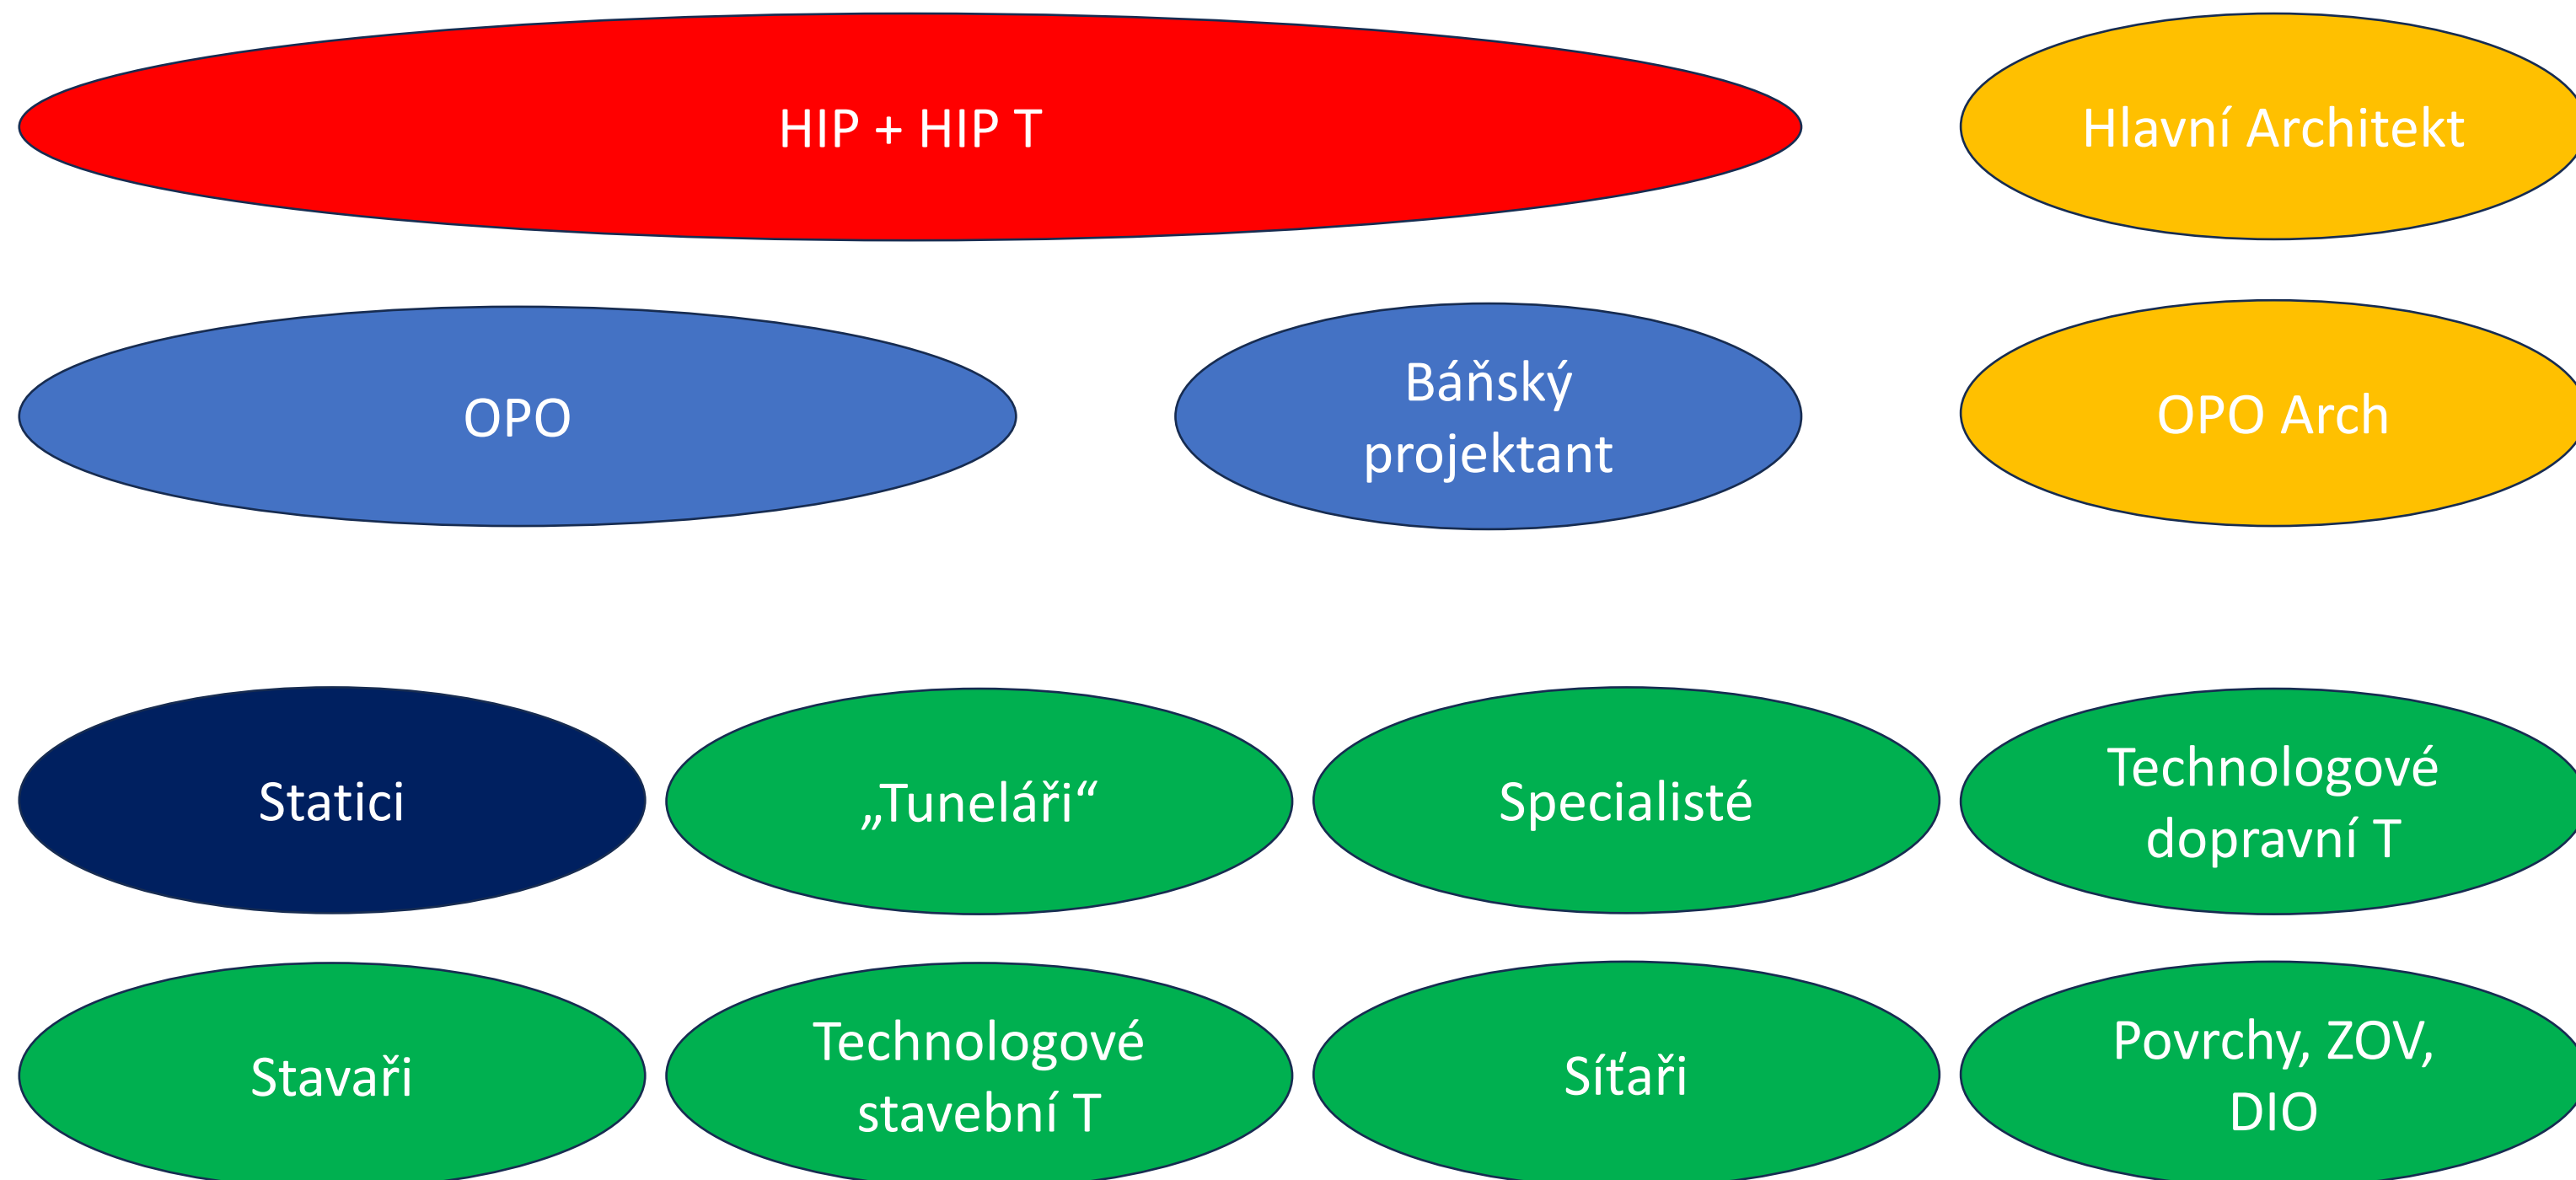 HIP + HIP T
Hlavní Architekt
OPO
Báňský
projektant
OPO Arch
Statici
„Tuneláři“
Specialisté
Technologové
dopravní T
Stavaři
Technologové
stavební T
Síťaři
Povrchy, ZOV,
DIO